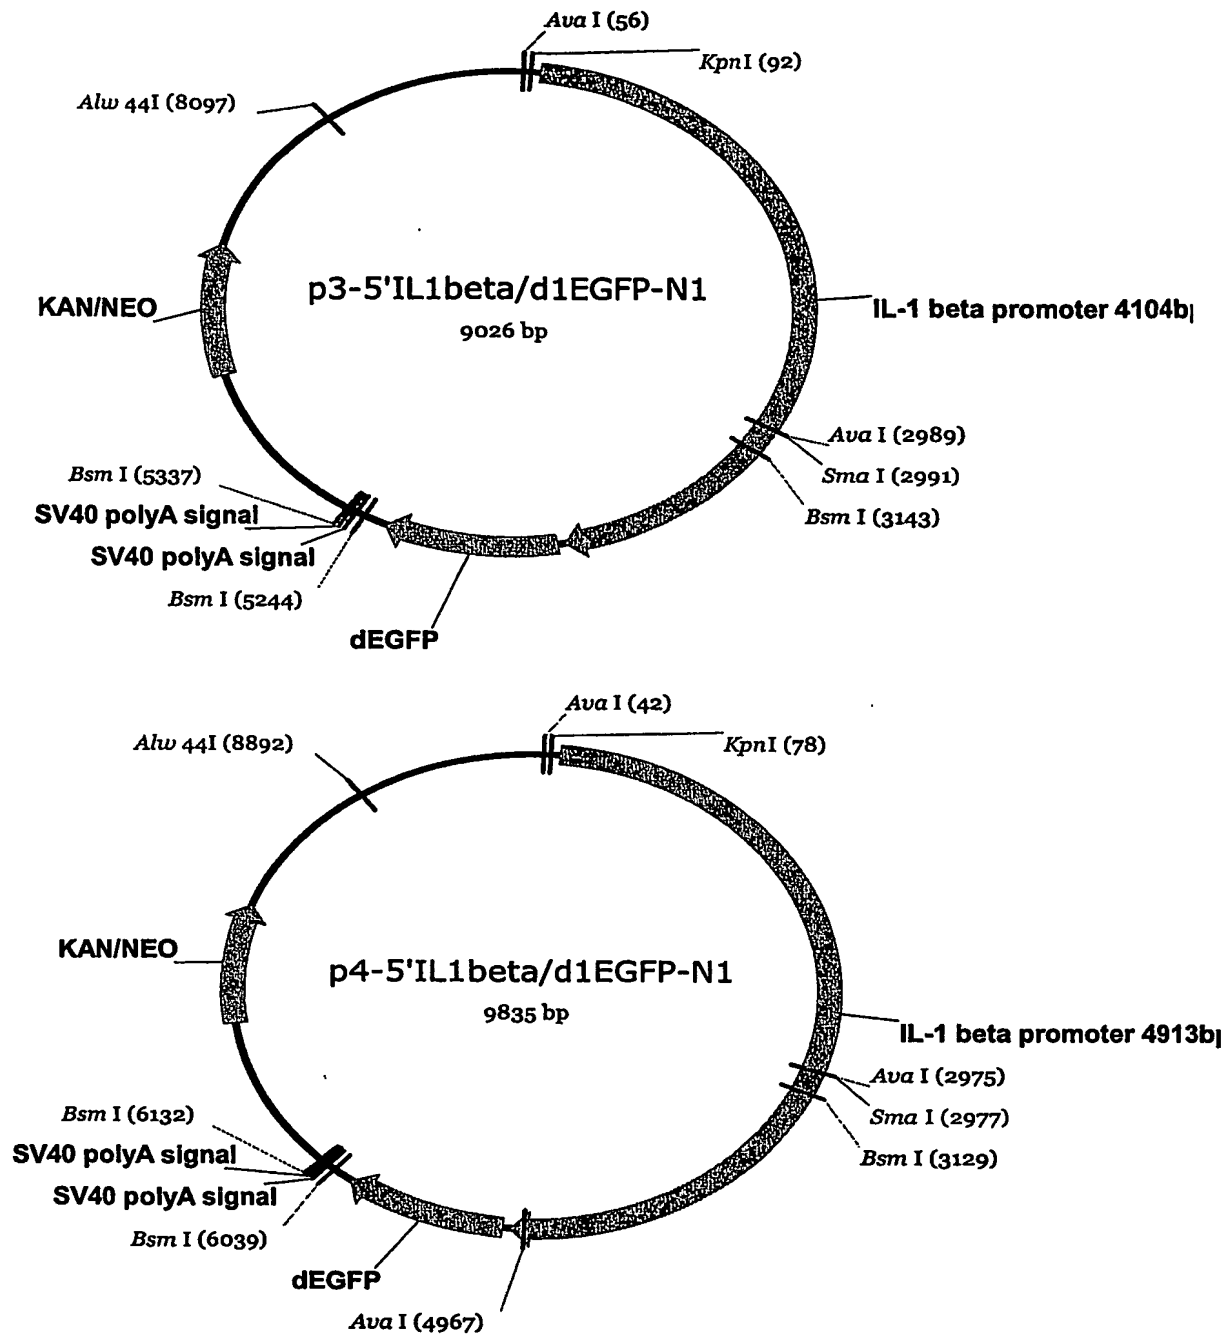 Ava I (56)
KpnI (92)
Alw 44I (8097)
p3-5'IL1beta/d1EGFP-N1
9026 bp
KAN/NEO
IL-1 beta promoter 4104b
Ava I (2989)
Sma I (2991)
Bsm I (3143)
Bsm I (5337)
SV40 polyA signal
SV40 polyA signal
Bsm I (5244)
dEGFP
Ava I (42)
KpnI (78)
Alw 44I (8892)
KAN/NEO
p4-5'IL1beta/d1EGFP-N1
9835 bp
IL-1 beta promoter 4913b
Ava I (2975)
Sma I (2977)
Bsm I (3129)
Bsm I (6132)
SV40 polyA signal
SV40 polyA signal
Bsm I (6039)
dEGFP
Ava I (4967)